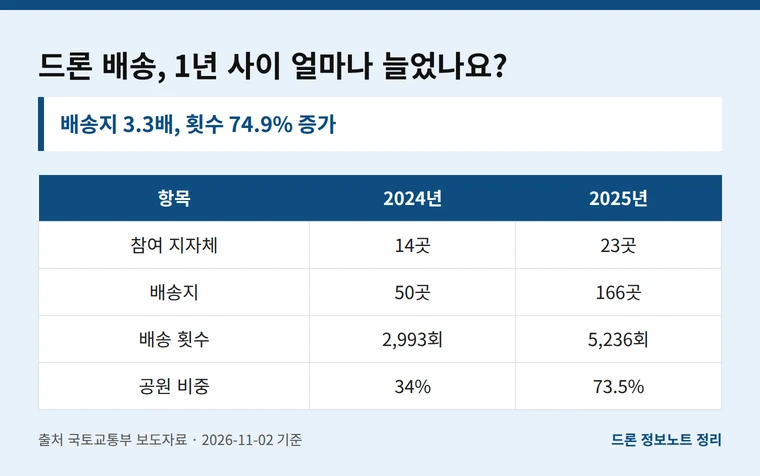 드론 배송, 1년 사이 얼마나 늘었나요?
배송지 3.3배, 횟수 74.9% 증가
항목 2024년 2025년
참여 지자체 14곳 23곳
배송지 50곳 166곳
배송 횟수 2,993회 5,236회
공원 비중 34% 73.5%
출처 국토교통부 보도자료 · 2026-11-02 기준 드론 정보노트 정리